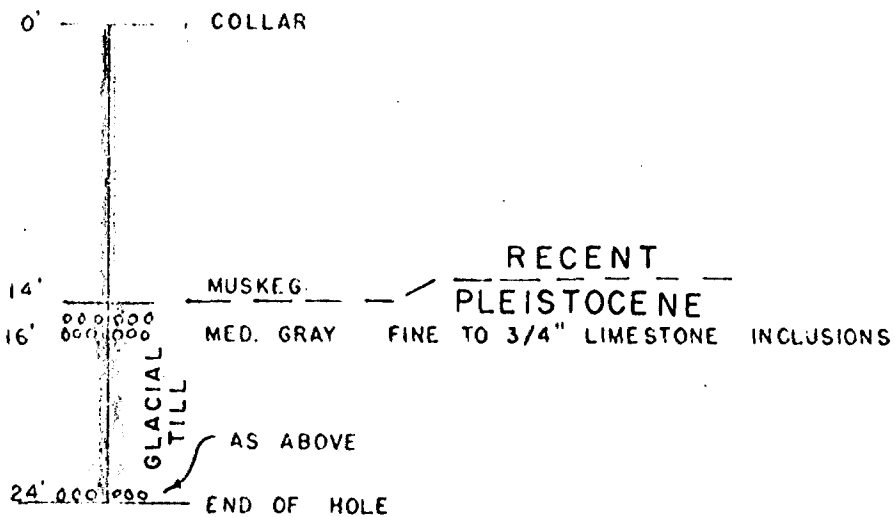 0' COLLAR
RECENT
14' MUSKEG
PLEISTOCENE
16' MED. GRAY FINE TO 3/4" LIMESTONE INCLUSIONS
GLACIAL
TILL
AS ABOVE
24' END OF HOLE